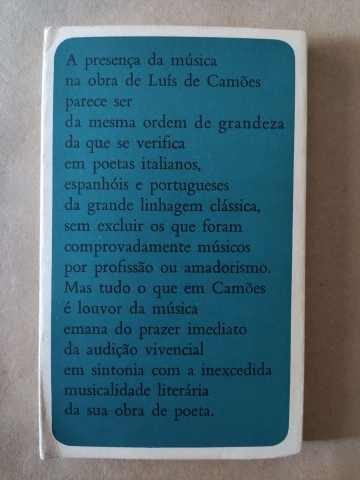 A presença da música
na obra de Luís de Camões
parece ser
da mesma ordem de grandeza
da que se verifica
em poetas italianos,
espanhóis e portugueses
da grande linhagem clássica,
sem excluir os que foram
comprovadamente músicos
por profissão ou amadorismo.
Mas tudo o que em Camões
é louvor da música
emana do prazer imediato
da audição vivencial
em sintonia com a inexcedida
musicalidade literária
da sua obra de poeta.